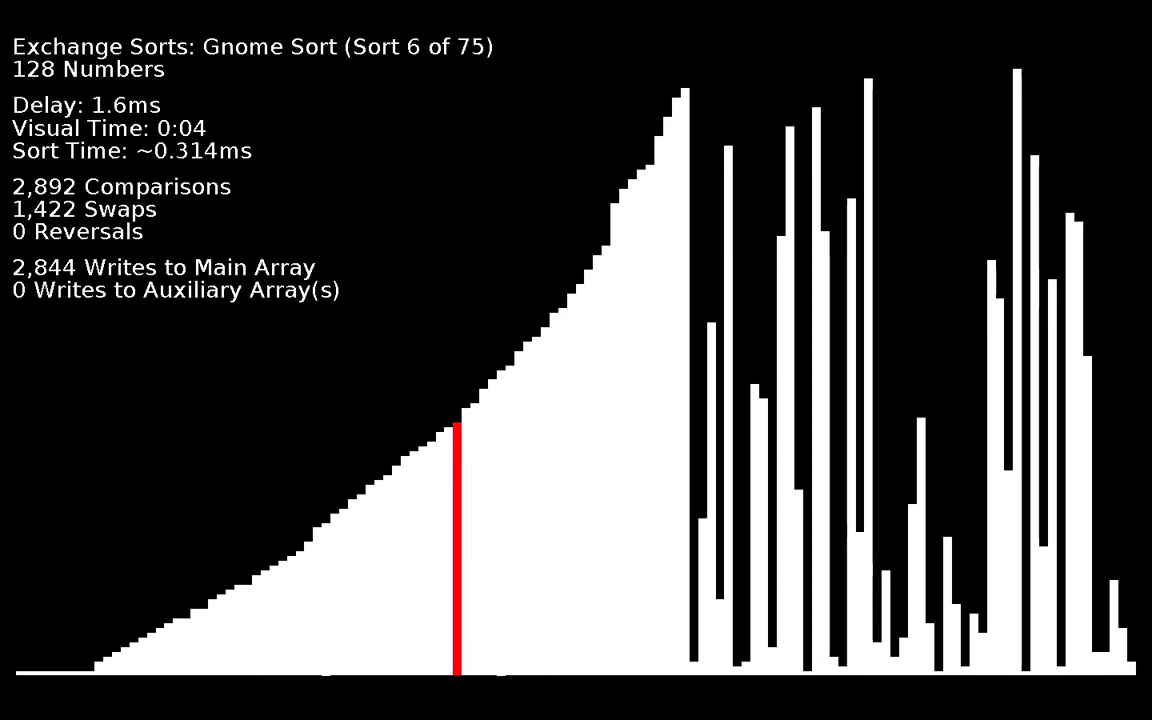 Exchange Sorts: Gnome Sort (Sort 6 of 75)
128 Numbers
Delay: 1.6ms
Visual Time: 0:04
Sort Time: ~0.314ms
2,892 Comparisons
1,422 Swaps
0 Reversals
2,844 Writes to Main Array
0 Writes to Auxiliary Array(s)